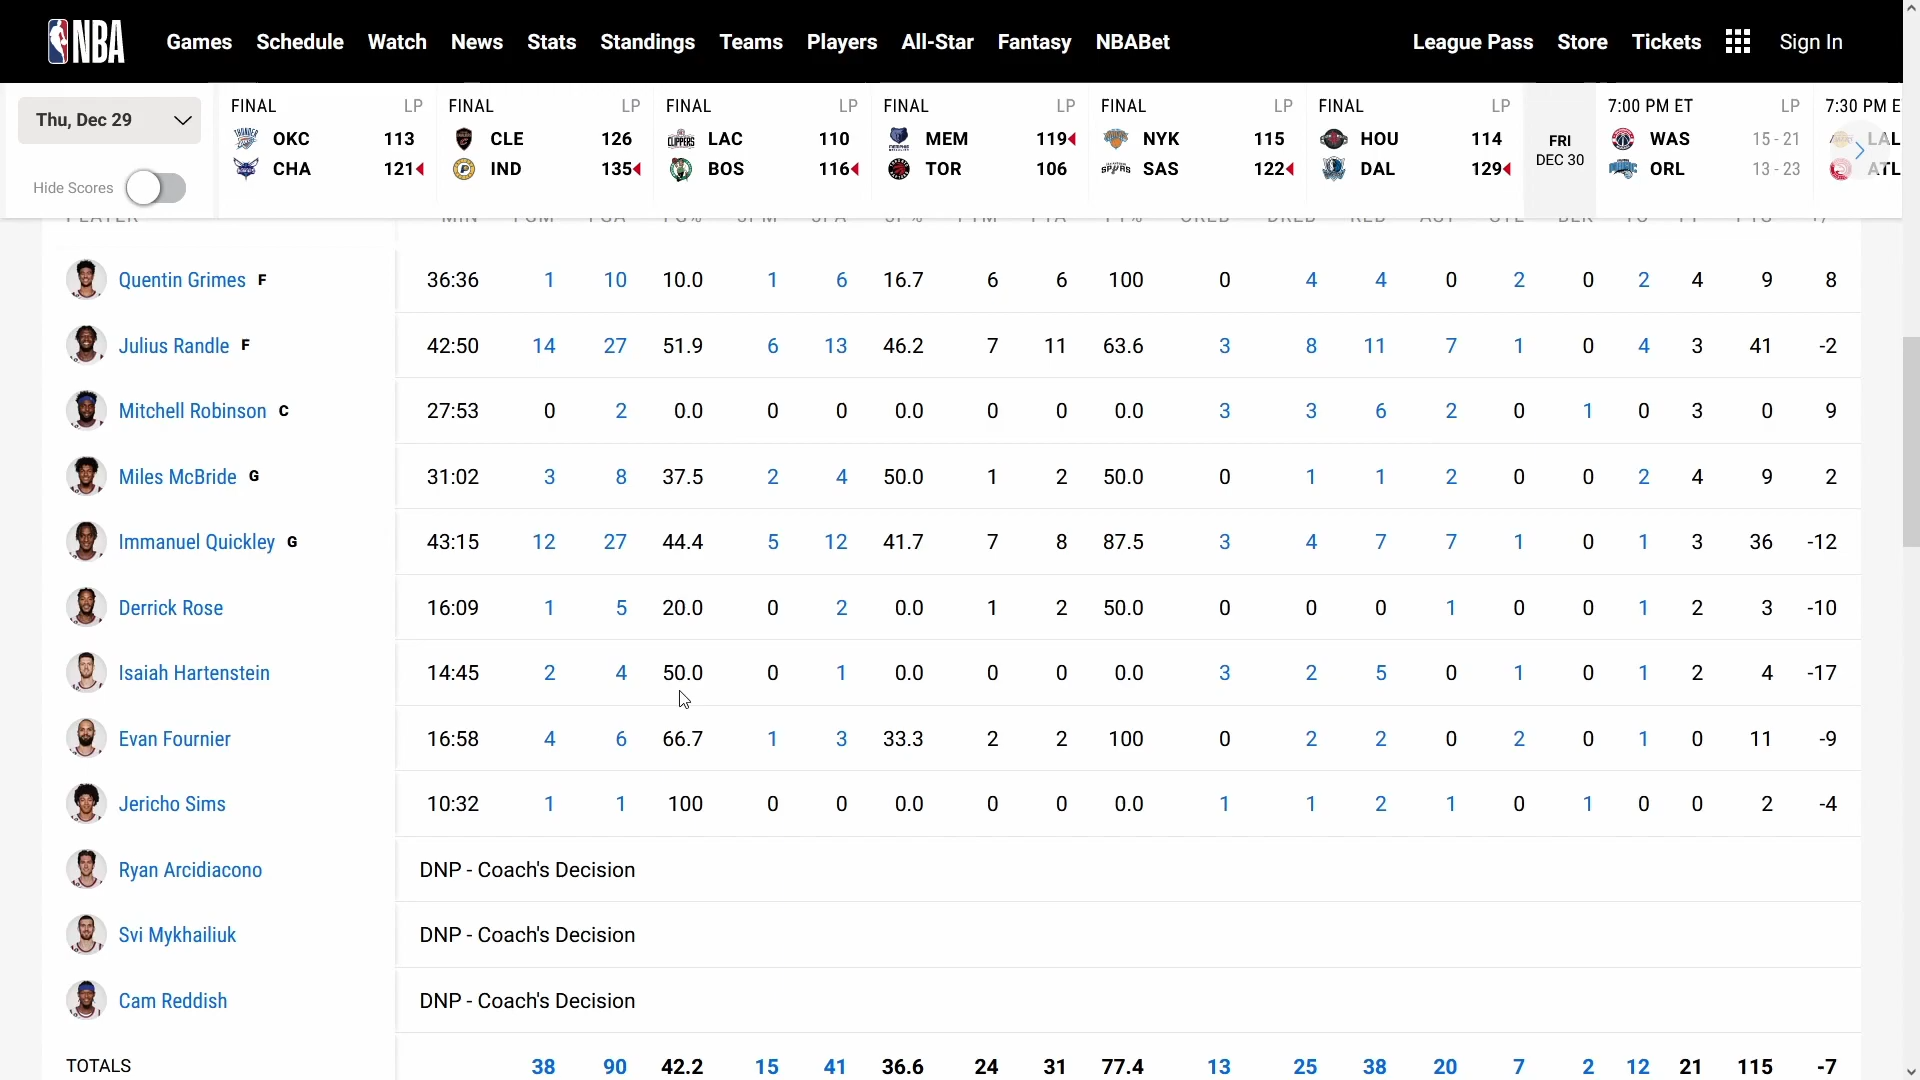 NBA Games Schedule Watch News Stats Standings Teams Players All-Star Fantasy NBABet League Pass Store Tickets Sign In
Thu, Dec 29
Hide Scores
FINAL LP
OKC 113
CHA 121
FINAL LP
CLE 126
IND 135
FINAL LP
LAC 110
BOS 116
FINAL LP
MEM 119
TOR 106
FINAL LP
NYK 115
SAS 122
FINAL LP
HOU 114
DAL 129
FRI
DEC 30
7:00 PM ET LP
WAS 15 - 21
ORL 13 - 23
7:30 PM E
LAL
ATL
Quentin Grimes F 36:36 1 10 10.0 1 6 16.7 6 6 100 0 4 4 0 2 0 2 4 9 8
Julius Randle F 42:50 14 27 51.9 6 13 46.2 7 11 63.6 3 8 11 7 1 0 4 3 41 -2
Mitchell Robinson C 27:53 0 2 0.0 0 0 0.0 0 0 0.0 3 3 6 2 0 1 0 3 0 9
Miles McBride G 31:02 3 8 37.5 2 4 50.0 1 2 50.0 0 1 1 2 0 0 2 4 9 2
Immanuel Quickley G 43:15 12 27 44.4 5 12 41.7 7 8 87.5 3 4 7 7 1 0 1 3 36 -12
Derrick Rose 16:09 1 5 20.0 0 2 0.0 1 2 50.0 0 0 0 1 0 0 1 2 3 -10
Isaiah Hartenstein 14:45 2 4 50.0 0 1 0.0 0 0 0.0 3 2 5 0 1 0 1 2 4 -17
Evan Fournier 16:58 4 6 66.7 1 3 33.3 2 2 100 0 2 2 0 2 0 1 0 11 -9
Jericho Sims 10:32 1 1 100 0 0 0.0 0 0 0.0 1 1 2 1 0 1 0 0 2 -4
Ryan Arcidiacono DNP - Coach's Decision
Svi Mykhailiuk DNP - Coach's Decision
Cam Reddish DNP - Coach's Decision
TOTALS 38 90 42.2 15 41 36.6 24 31 77.4 13 25 38 20 7 2 12 21 115 -7